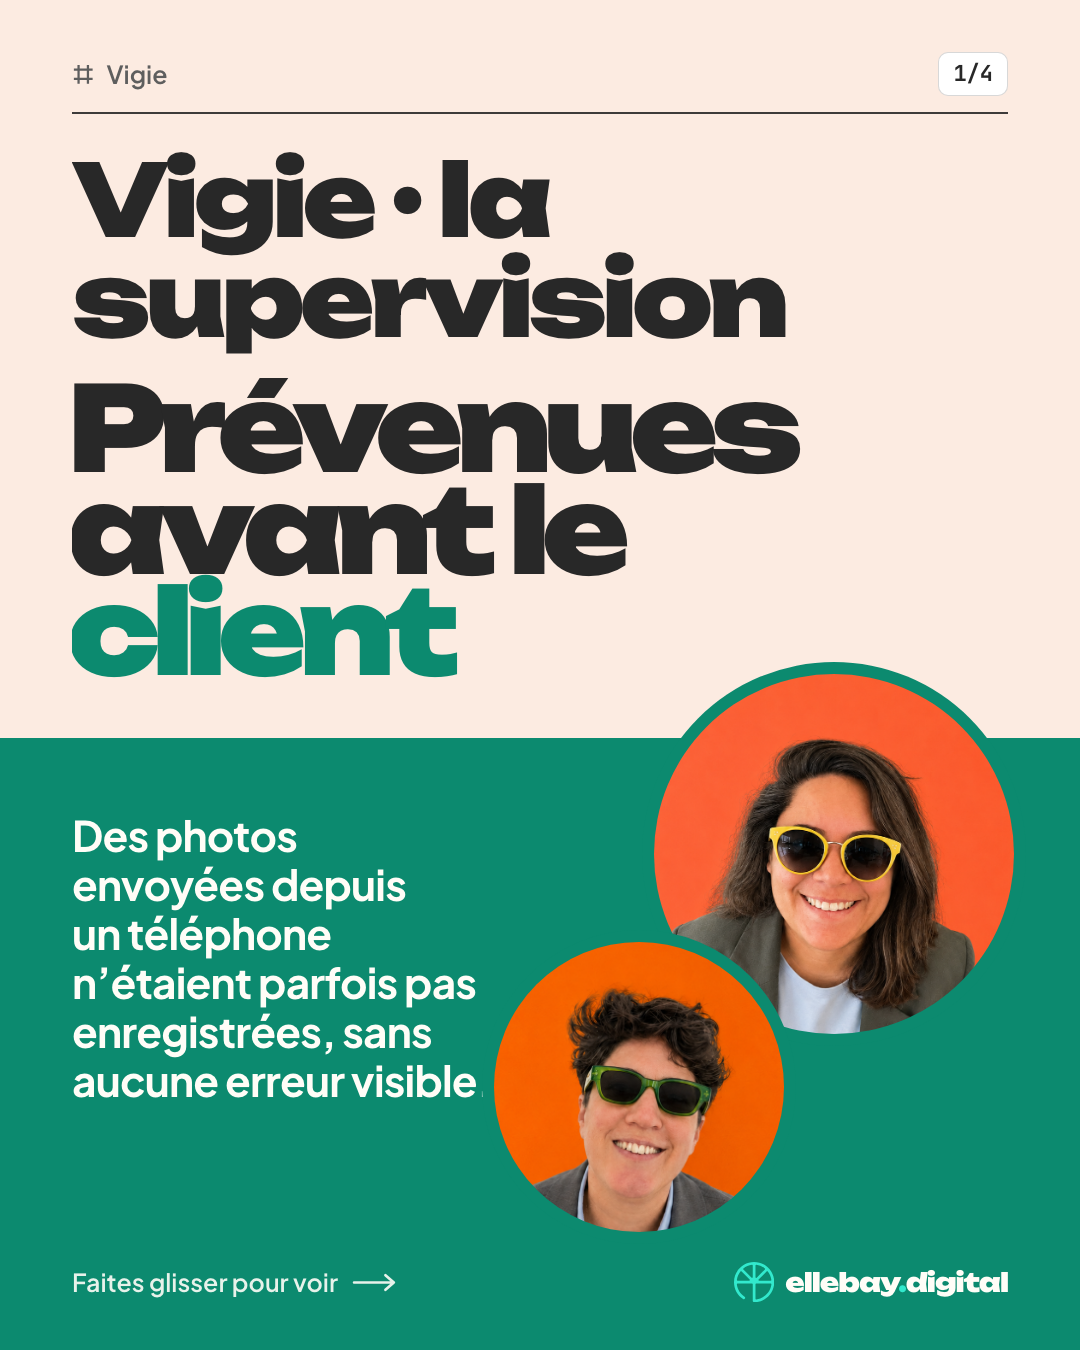 # Vigie
1/4
Vigie • la
supervision
Prévenues
avant le
client
Des photos
envoyées depuis
un téléphone
n’étaient parfois pas
enregistrées, sans
aucune erreur visible.
Faites glisser pour voir →
ellebay.digital